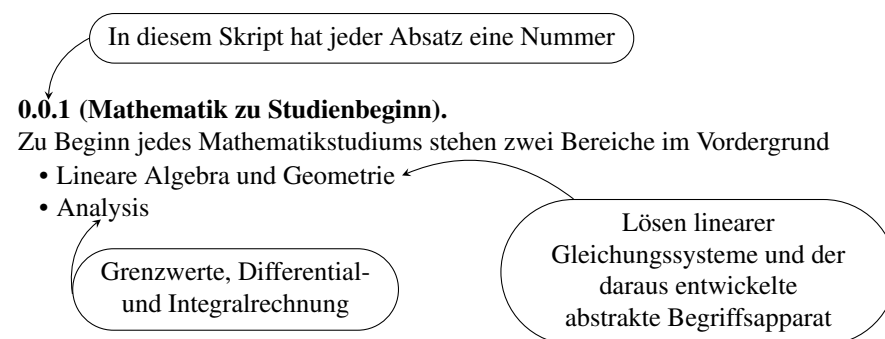 In diesem Skript hat jeder Absatz eine Nummer
0.0.1 (Mathematik zu Studienbeginn).
Zu Beginn jedes Mathematikstudiums stehen zwei Bereiche im Vordergrund
• Lineare Algebra und Geometrie
• Analysis
Lösen linearer
Gleichungssysteme und der
daraus entwickelte
abstrakte Begriffsapparat
Grenzwerte, Differential-
und Integralrechnung